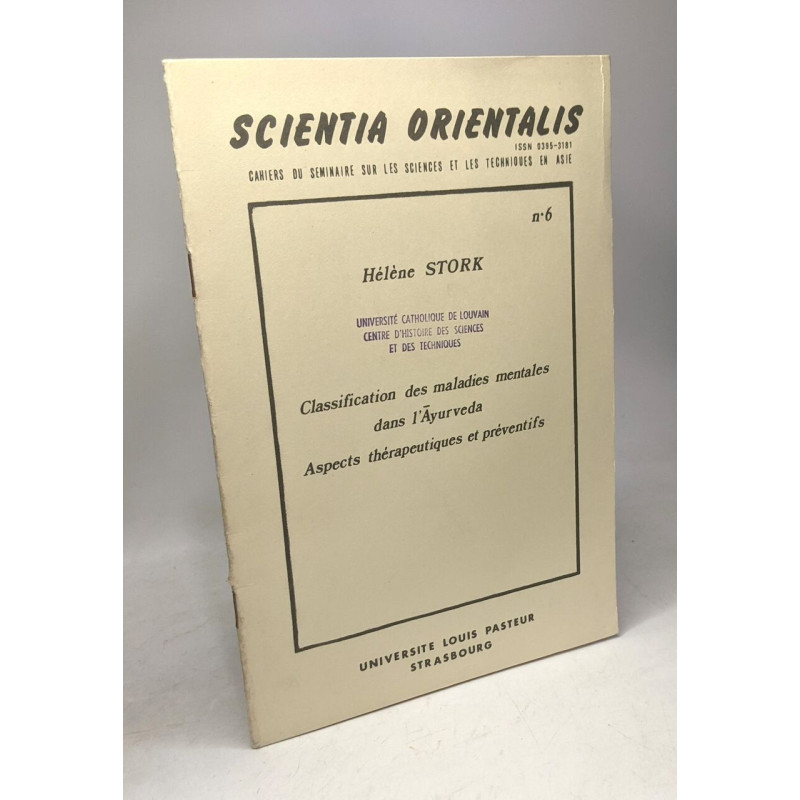 SCIENTIA ORIENTALIS
ISSN 0395-3181
CAHIERS DU SEMINAIRE SUR LES SCIENCES ET LES TECHNIQUES EN ASIE
n•6
Hélène STORK
UNIVERSITÉ CATHOLIQUE DE LOUVAIN
CENTRE D'HISTOIRE DES SCIENCES
ET DES TECHNIQUES
Classification des maladies mentales
dans l'Āyurveda
Aspects thérapeutiques et préventifs
UNIVERSITE LOUIS PASTEUR
STRASBOURG